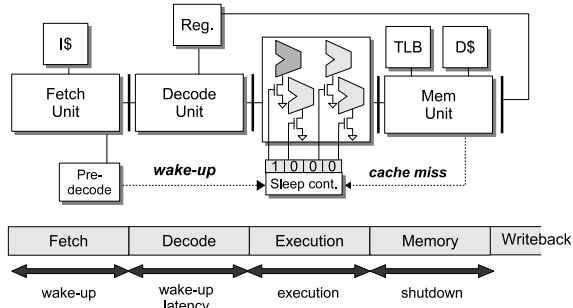 I$
Reg.
TLB
D$
Fetch
Unit
Decode
Unit
Mem
Unit
Pre-
decode
wake-up
1 0 0 0
Sleep cont.
cache miss
Fetch
Decode
Execution
Memory
Writeback
wake-up
wake-up
latency
execution
shutdown